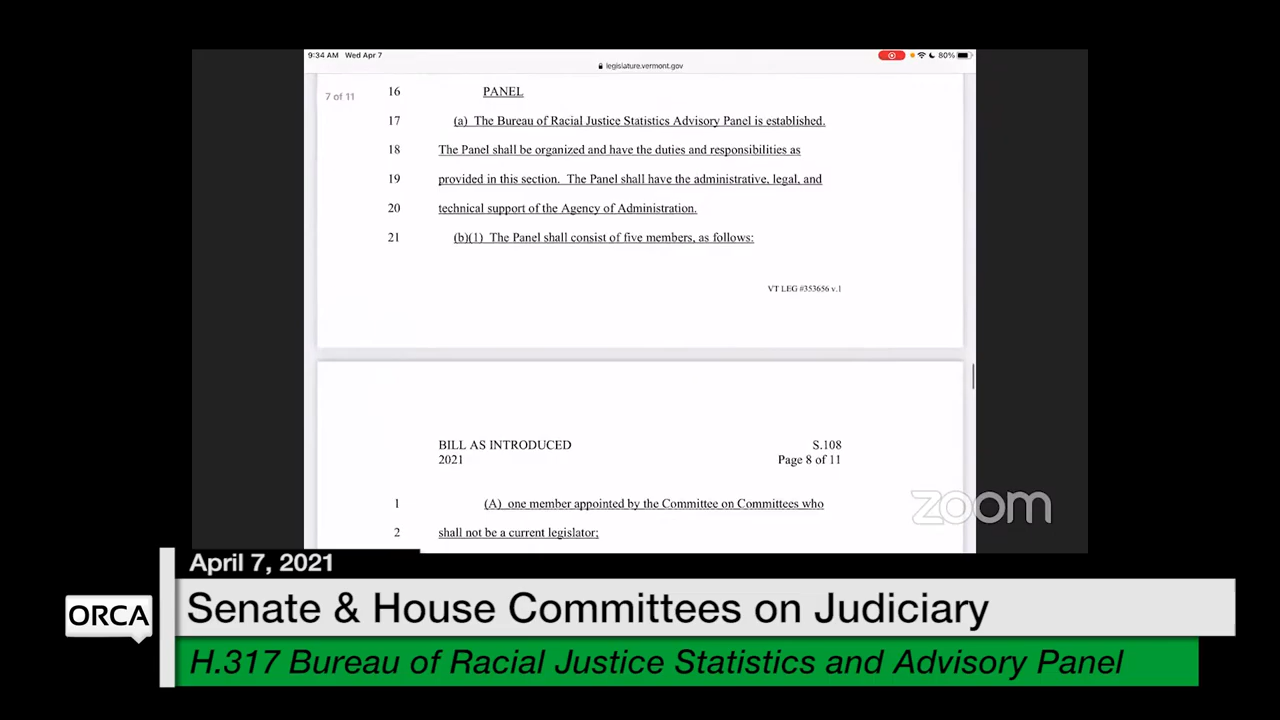 9:34 AM Wed Apr 7
80%
legislature.vermont.gov
7 of 11
16 PANEL
17 (a) The Bureau of Racial Justice Statistics Advisory Panel is established.
18 The Panel shall be organized and have the duties and responsibilities as
19 provided in this section. The Panel shall have the administrative, legal, and
20 technical support of the Agency of Administration.
21 (b)(1) The Panel shall consist of five members, as follows:
VT LEG #353656 v.1
BILL AS INTRODUCED S.108
2021 Page 8 of 11
1 (A) one member appointed by the Committee on Committees who
2 shall not be a current legislator;
zoom
April 7, 2021
ORCA
Senate & House Committees on Judiciary
H.317 Bureau of Racial Justice Statistics and Advisory Panel